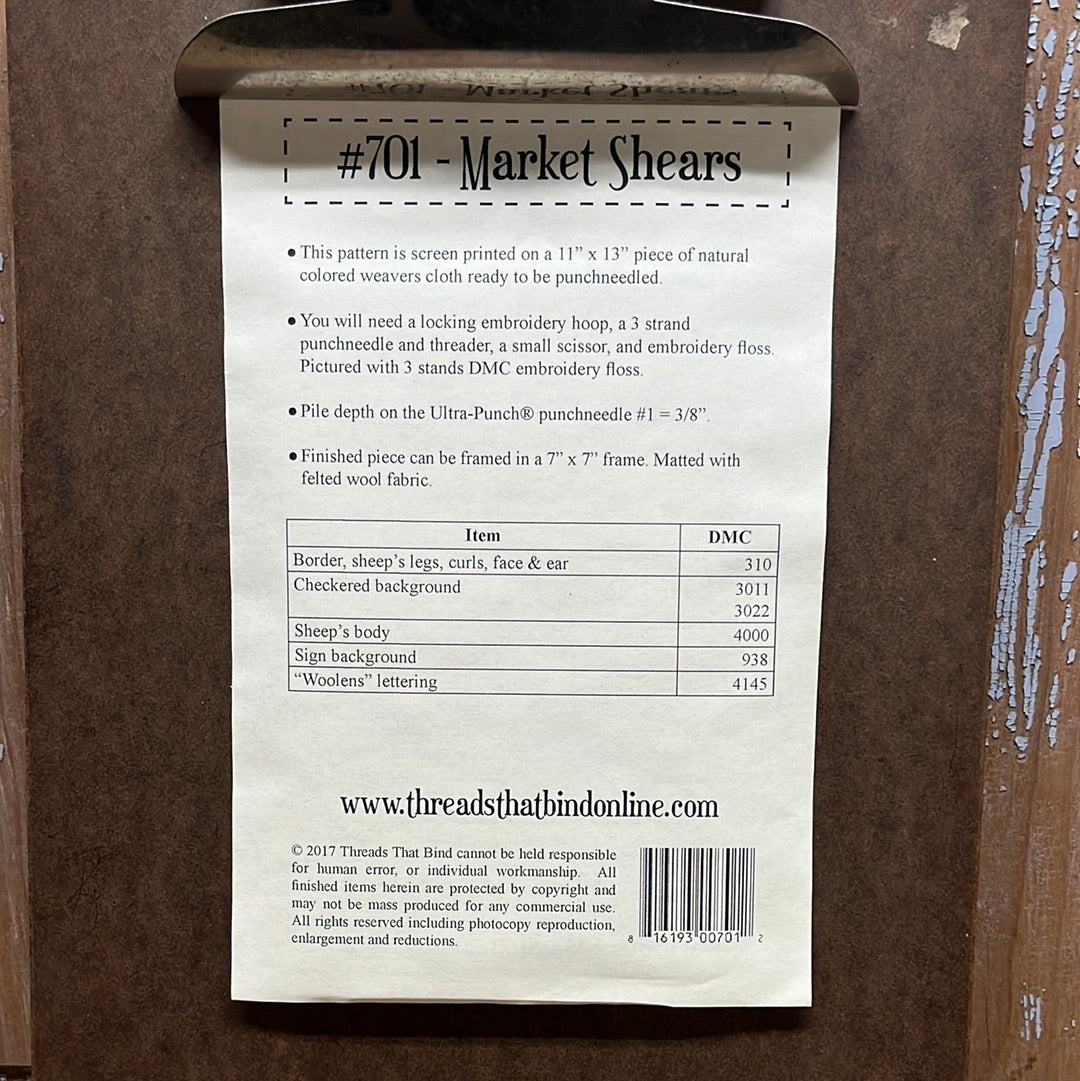 #701 - Market Shears
• This pattern is screen printed on a 11” x 13” piece of natural
colored weavers cloth ready to be punchneedled.
• You will need a locking embroidery hoop, a 3 strand
punchneedle and threader, a small scissor, and embroidery floss.
Pictured with 3 stands DMC embroidery floss.
• Pile depth on the Ultra-Punch® punchneedle #1 = 3/8”.
• Finished piece can be framed in a 7” x 7” frame. Matted with
felted wool fabric.
Item DMC
Border, sheep’s legs, curls, face & ear 310
Checkered background 3011
3022
Sheep’s body 4000
Sign background 938
“Woolens” lettering 4145
www.threadsthatbindonline.com
© 2017 Threads That Bind cannot be held responsible
for human error, or individual workmanship. All
finished items herein are protected by copyright and
may not be mass produced for any commercial use.
All rights reserved including photocopy reproduction,
enlargement and reductions.
8 16193 00701 2